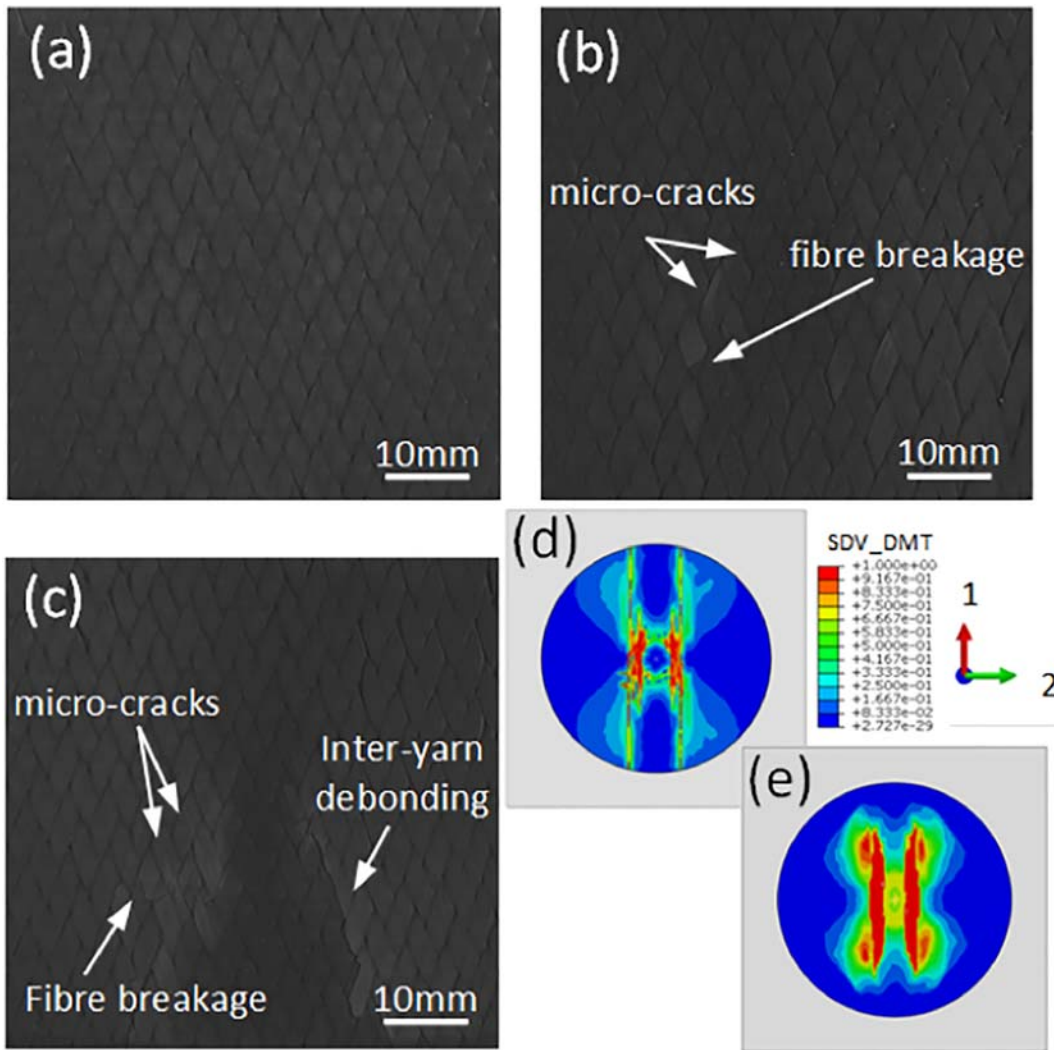 (a)
10mm
(b)
micro-cracks
fibre breakage
10mm
(c)
micro-cracks
Inter-yarn
debonding
Fibre breakage
10mm
(d)
SDV_DMT
+1.000e+00
+9.167e-01
+8.333e-01
+7.500e-01
+6.667e-01
+5.833e-01
+5.000e-01
+4.167e-01
+3.333e-01
+2.500e-01
+1.667e-01
+8.333e-02
+2.727e-29
1
2
(e)